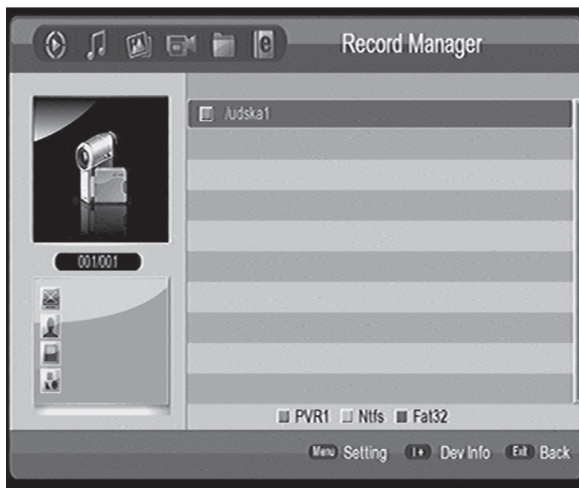 Record Manager
/udska1
001/001
PVR1 Ntfs Fat32
Menu Setting Dev Info Exit Back